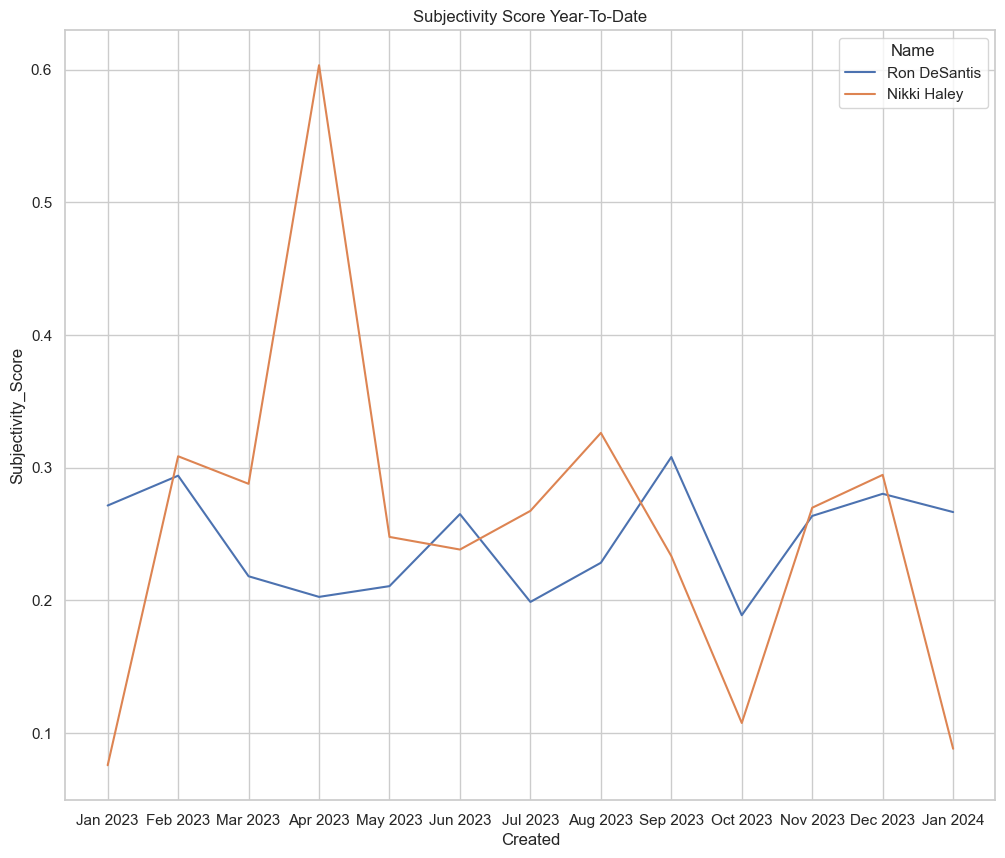 Subjectivity Score Year-To-Date
Name
Ron DeSantis
Nikki Haley
0.6
0.5
0.4
0.3
0.2
0.1
Subjectivity_Score
Jan 2023 Feb 2023 Mar 2023 Apr 2023 May 2023 Jun 2023 Jul 2023 Aug 2023 Sep 2023 Oct 2023 Nov 2023 Dec 2023 Jan 2024
Created